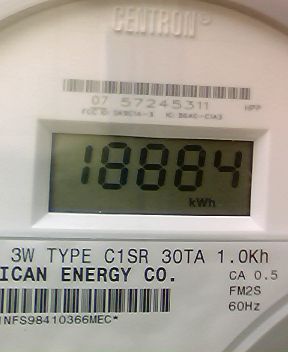 CENTRON
07 57245311
18884
kWh
3W TYPE C1SR 30TA 1.0Kh
ICAN ENERGY CO.
CA 0.5
FM2S
60Hz
NFS98410366MEC*